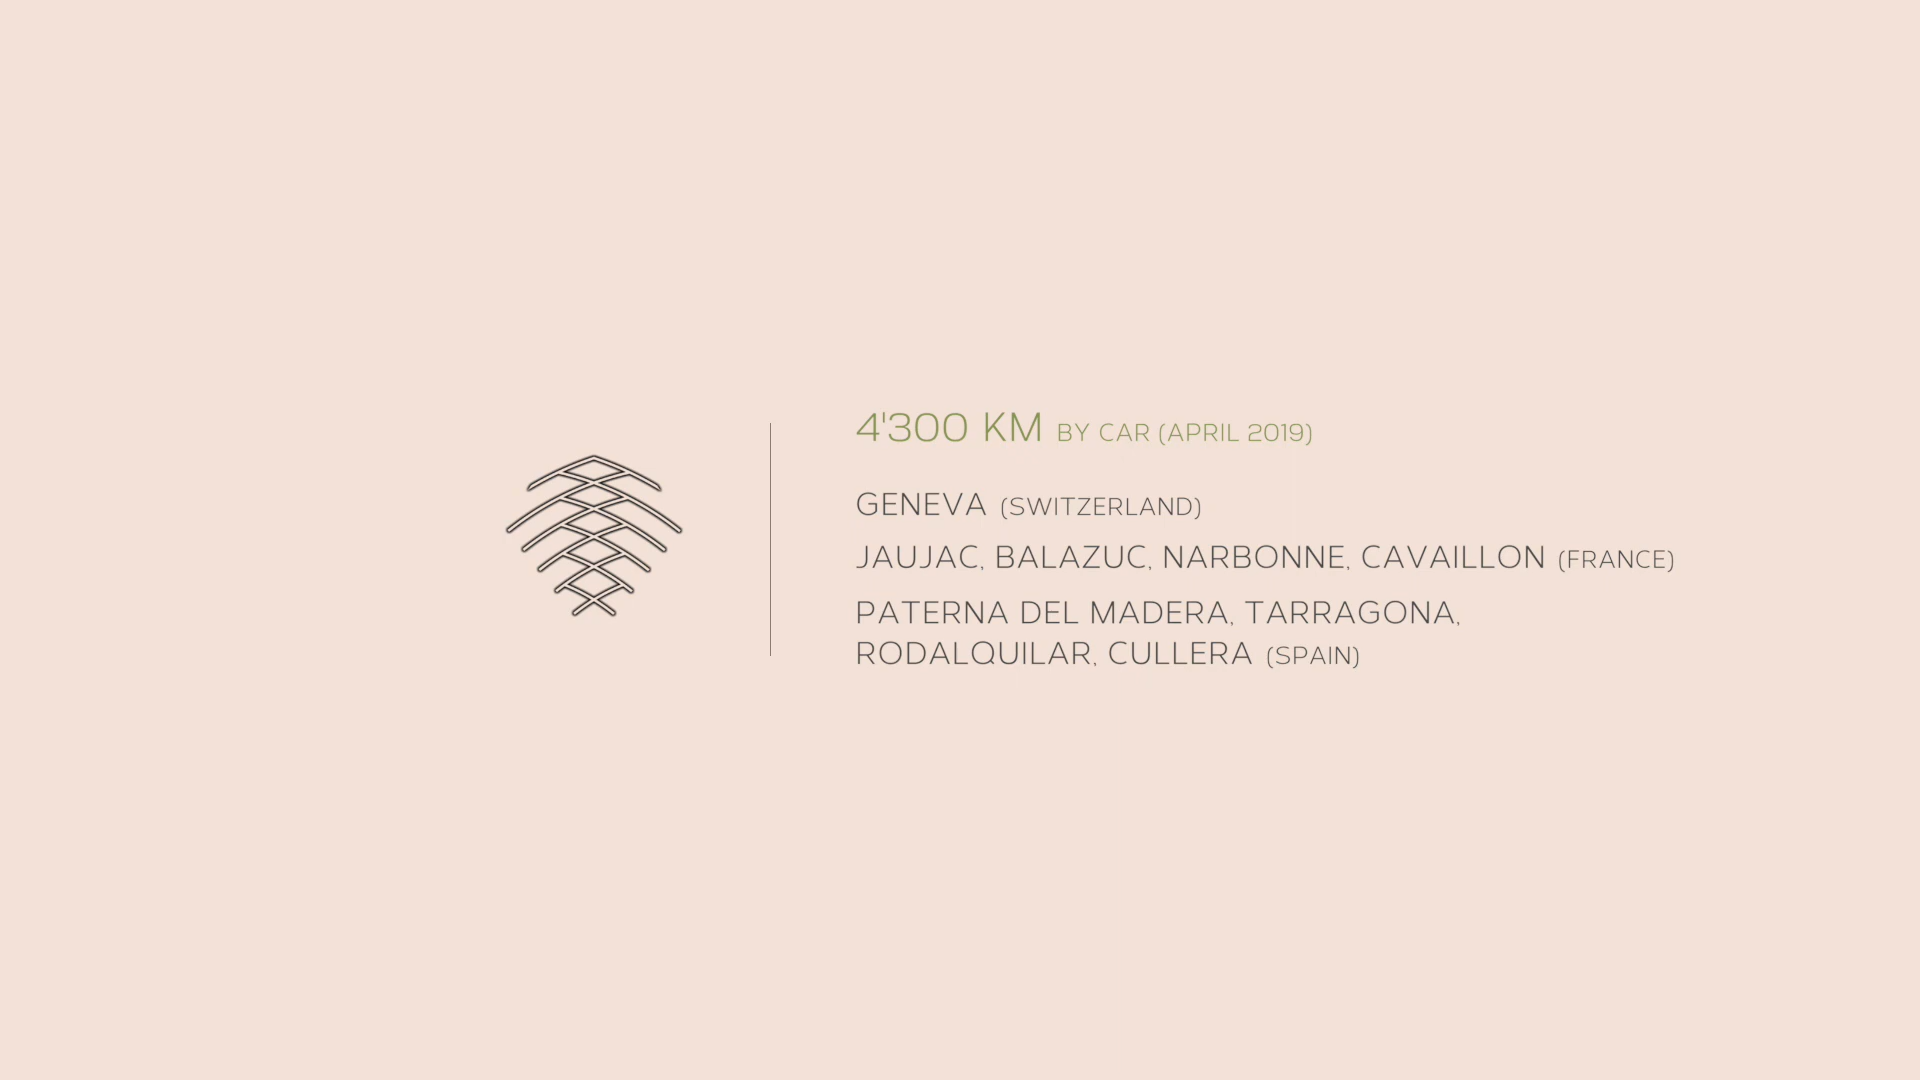 4'300 KM BY CAR (APRIL 2019)
GENEVA (SWITZERLAND)
JAUJAC, BALAZUC, NARBONNE, CAVAILLON (FRANCE)
PATERNA DEL MADERA, TARRAGONA,
RODALQUILAR, CULLERA (SPAIN)